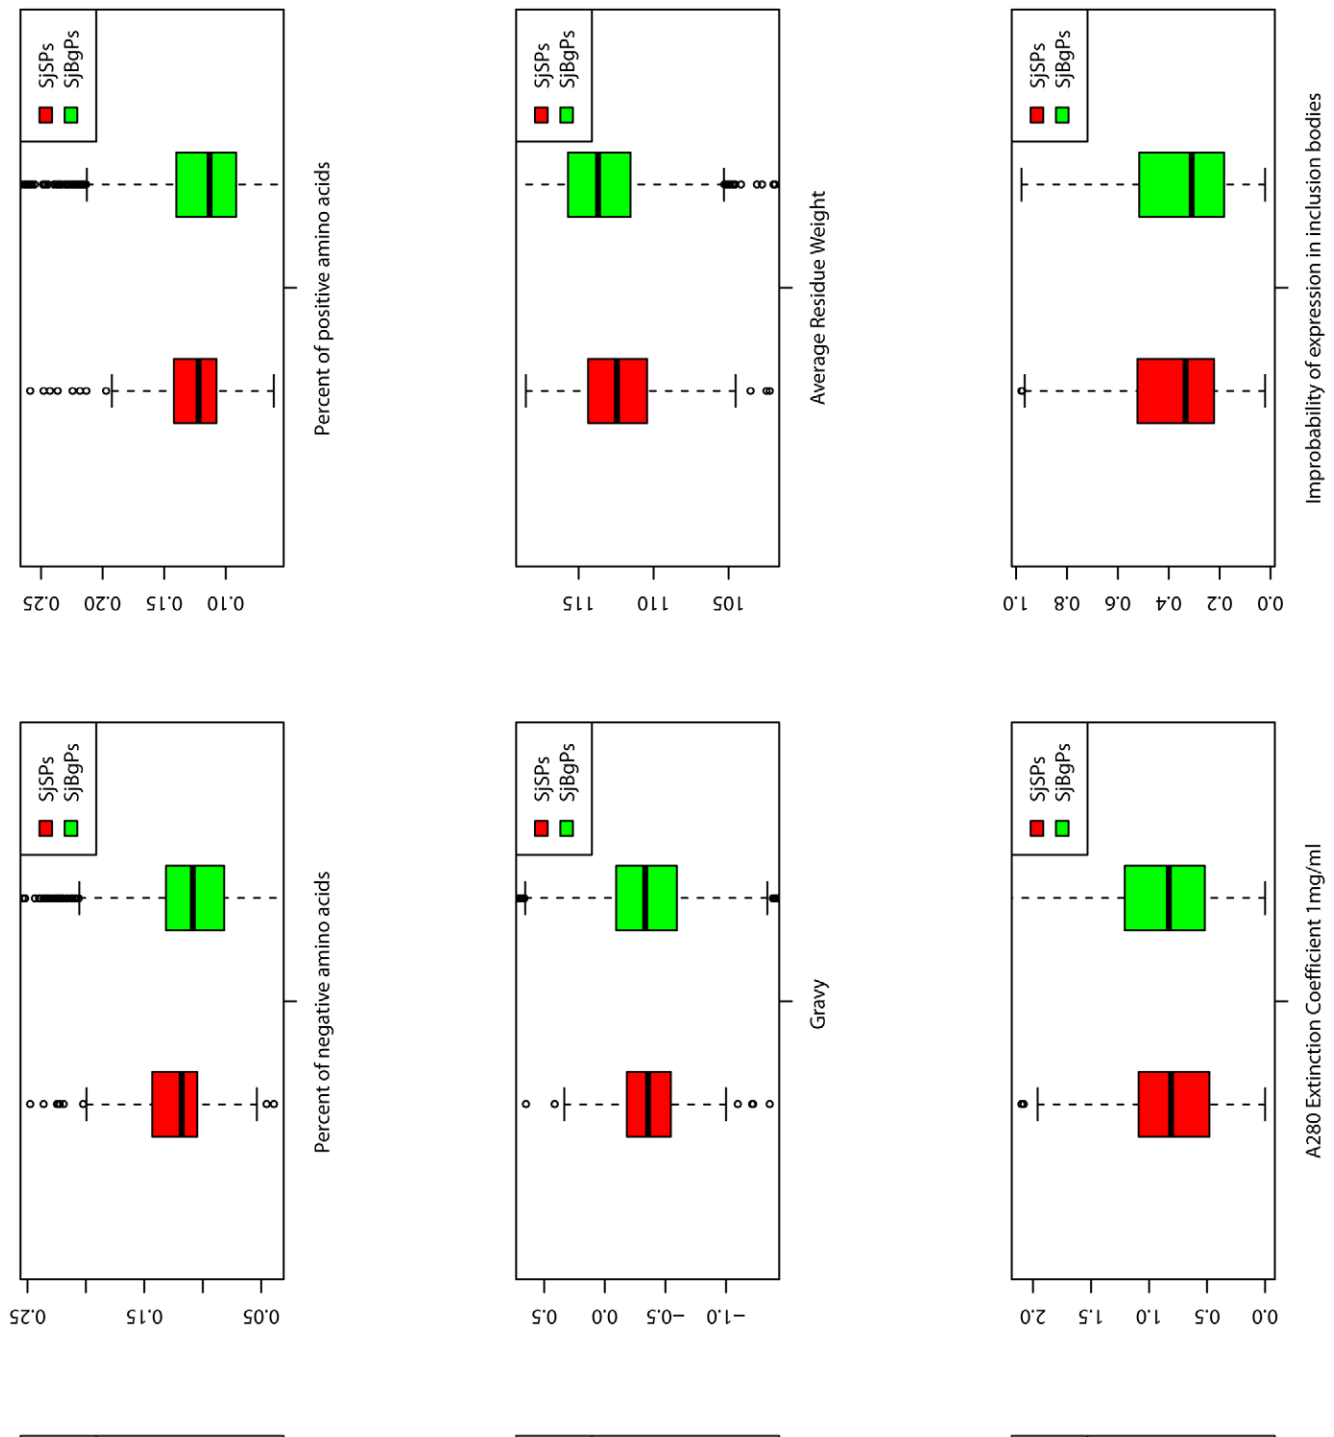 SjSPs
SjBgPs
0.25
0.15
0.05
Percent of negative amino acids
SjSPs
SjBgPs
0.25
0.20
0.15
0.10
Percent of positive amino acids
SjSPs
SjBgPs
0.5
0.0
-0.5
-1.0
Gravy
SjSPs
SjBgPs
115
110
105
Average Residue Weight
SjSPs
SjBgPs
2.0
1.5
1.0
0.5
0.0
A280 Extinction Coefficient 1mg/ml
SjSPs
SjBgPs
1.0
0.8
0.6
0.4
0.2
0.0
Improbability of expression in inclusion bodies